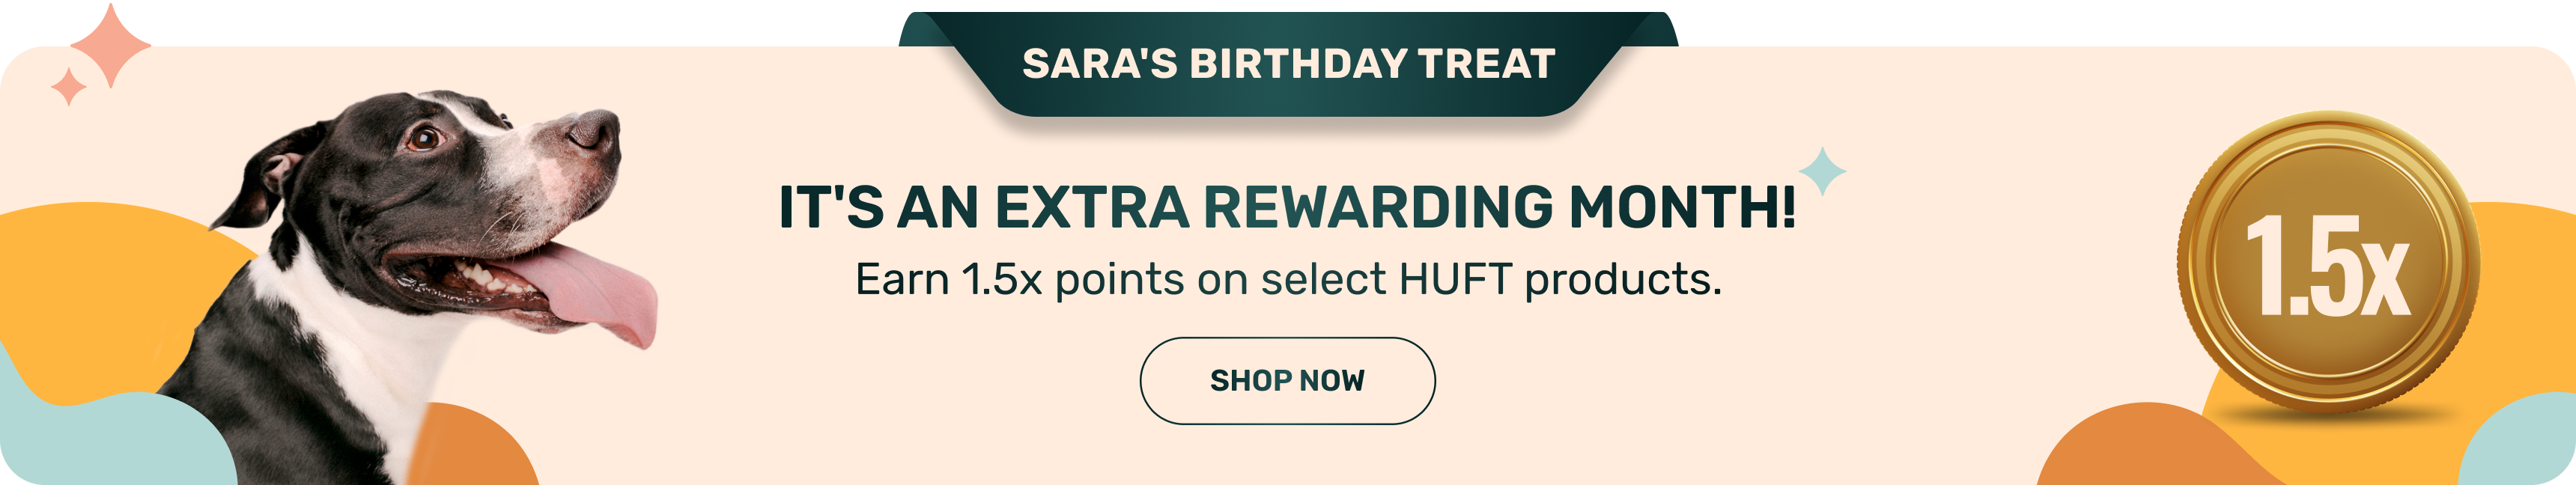 SARA'S BIRTHDAY TREAT
IT'S AN EXTRA REWARDING MONTH!
Earn 1.5x points on select HUFT products.
SHOP NOW
1.5x